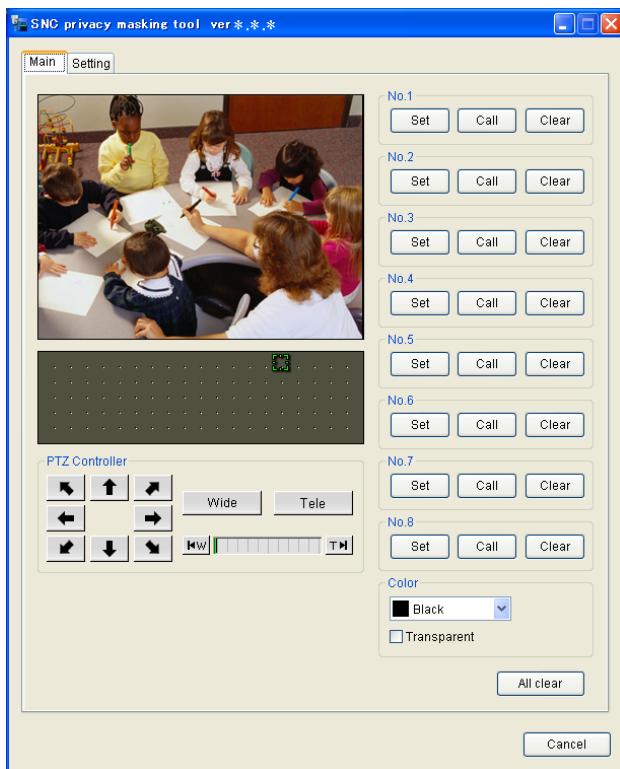 SNC privacy masking tool ver*.*.*
Main Setting
No.1
Set Call Clear
No.2
Set Call Clear
No.3
Set Call Clear
No.4
Set Call Clear
No.5
Set Call Clear
No.6
Set Call Clear
No.7
Set Call Clear
No.8
Set Call Clear
PTZ Controller
Wide Tele
W T
Color
Black
Transparent
All clear
Cancel